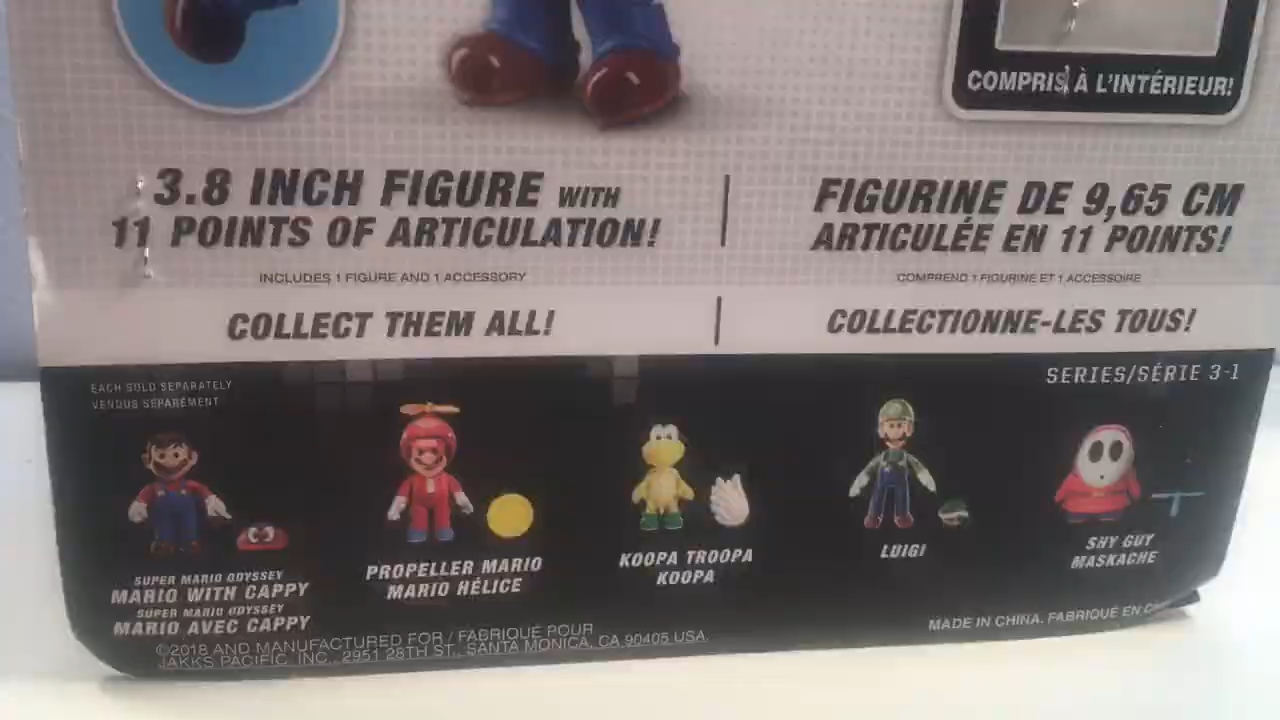 COMPRIS À L'INTÉRIEUR!
3.8 INCH FIGURE WITH
11 POINTS OF ARTICULATION!
INCLUDES 1 FIGURE AND 1 ACCESSORY
FIGURINE DE 9,65 CM
ARTICULÉE EN 11 POINTS!
COMPREND 1 FIGURINE ET 1 ACCESSOIRE
COLLECT THEM ALL!
COLLECTIONNE-LES TOUS!
EACH SOLD SEPARATELY
VENDUS SÉPARÉMENT
SERIES/SÉRIE 3-1
SUPER MARIO ODYSSEY
MARIO WITH CAPPY
SUPER MARIO ODYSSEY
MARIO AVEC CAPPY
PROPELLER MARIO
MARIO HÉLICE
KOOPA TROOPA
KOOPA
LUIGI
SHY GUY
MASKACHE
©2018 AND MANUFACTURED FOR / FABRIQUÉ POUR
JAKKS PACIFIC, INC., 2951 28TH ST., SANTA MONICA, CA 90405 USA.
MADE IN CHINA. FABRIQUÉ EN